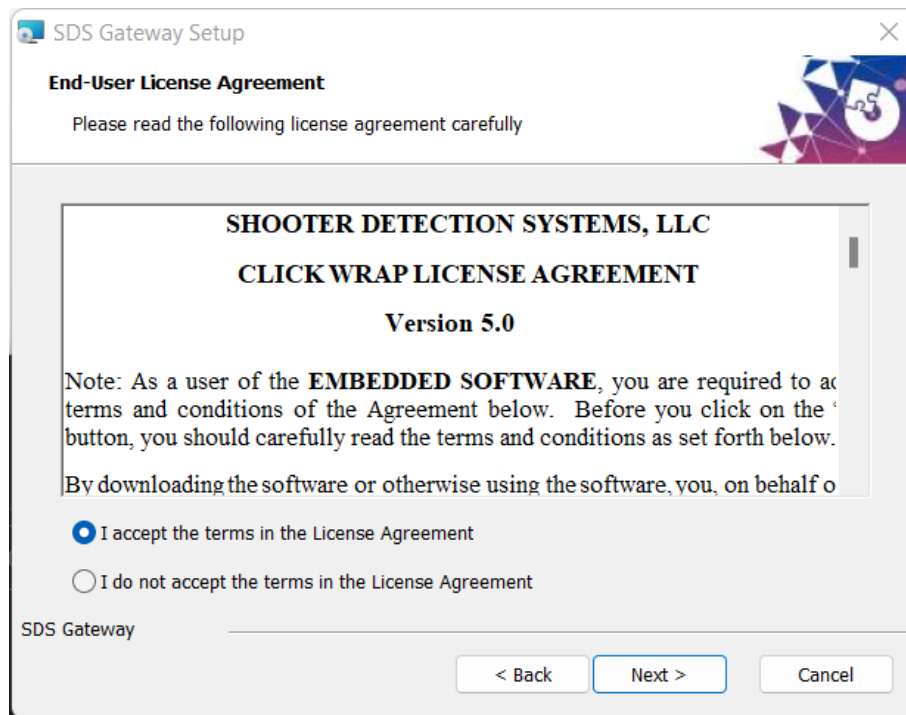 SDS Gateway Setup
End-User License Agreement
Please read the following license agreement carefully
SHOOTER DETECTION SYSTEMS, LLC
CLICK WRAP LICENSE AGREEMENT
Version 5.0
Note: As a user of the EMBEDDED SOFTWARE, you are required to
terms and conditions of the Agreement below. Before you click on the
button, you should carefully read the terms and conditions as set forth below.
By downloading the software or otherwise using the software, you, on behalf o
I accept the terms in the License Agreement
I do not accept the terms in the License Agreement
SDS Gateway
< Back Next > Cancel